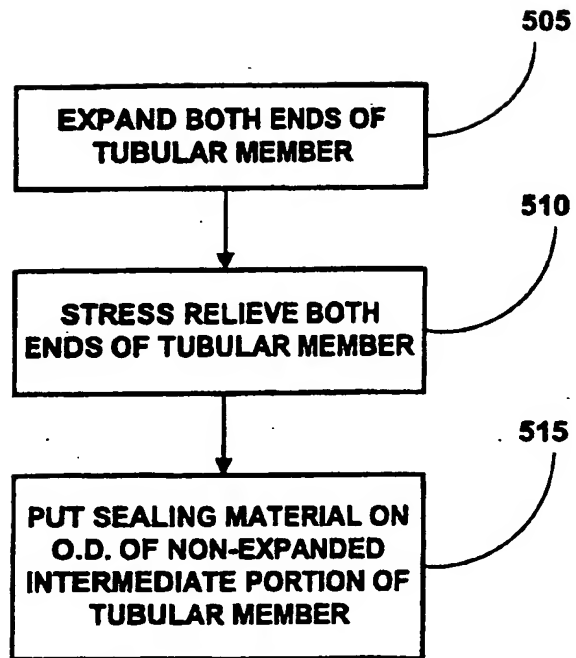 505
EXPAND BOTH ENDS OF
TUBULAR MEMBER
510
STRESS RELIEVE BOTH
ENDS OF TUBULAR MEMBER
515
PUT SEALING MATERIAL ON
O.D. OF NON-EXPANDED
INTERMEDIATE PORTION OF
TUBULAR MEMBER